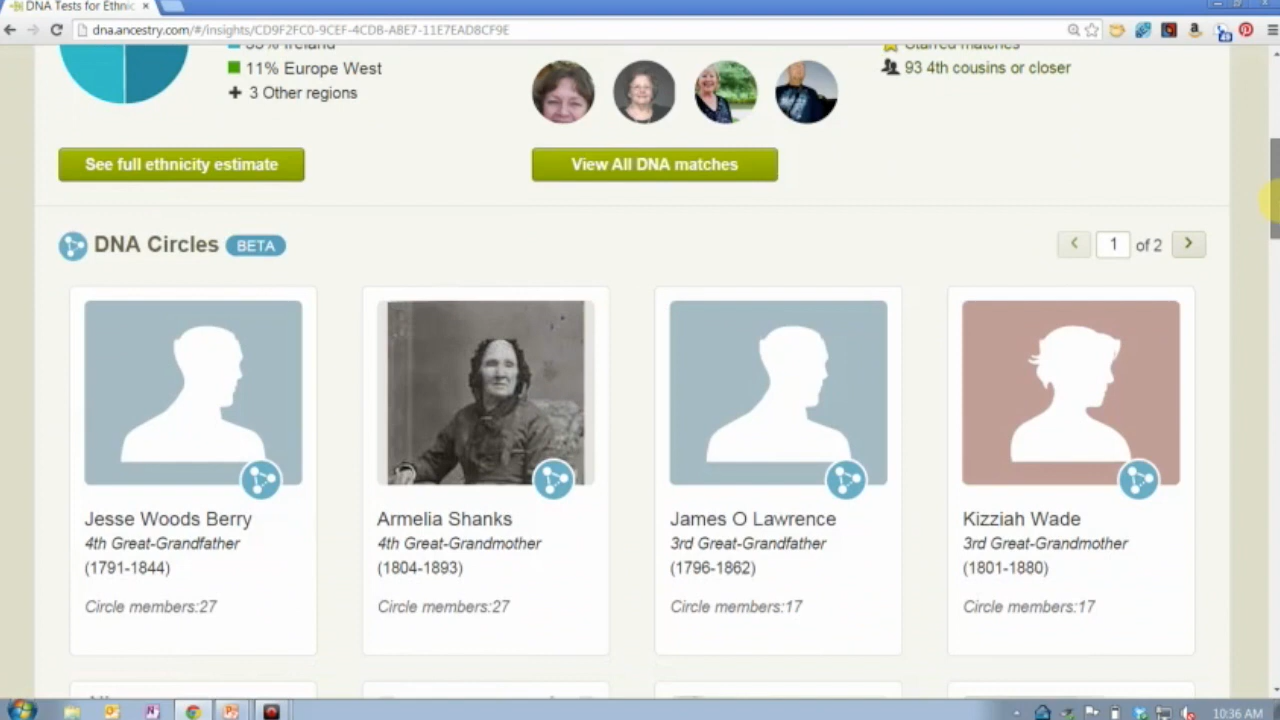 DNA Tests for Ethnic
dna.ancestry.com/#/insights/CD9F2FC0-9CEF-4CDB-ABE7-11E7EAD8CF9E
Ireland
Starred matches
11% Europe West
93 4th cousins or closer
3 Other regions
See full ethnicity estimate
View All DNA matches
DNA Circles BETA
1 of 2
Jesse Woods Berry
4th Great-Grandfather
(1791-1844)
Circle members:27
Armelia Shanks
4th Great-Grandmother
(1804-1893)
Circle members:27
James O Lawrence
3rd Great-Grandfather
(1796-1862)
Circle members:17
Kizziah Wade
3rd Great-Grandmother
(1801-1880)
Circle members:17
10:36 AM